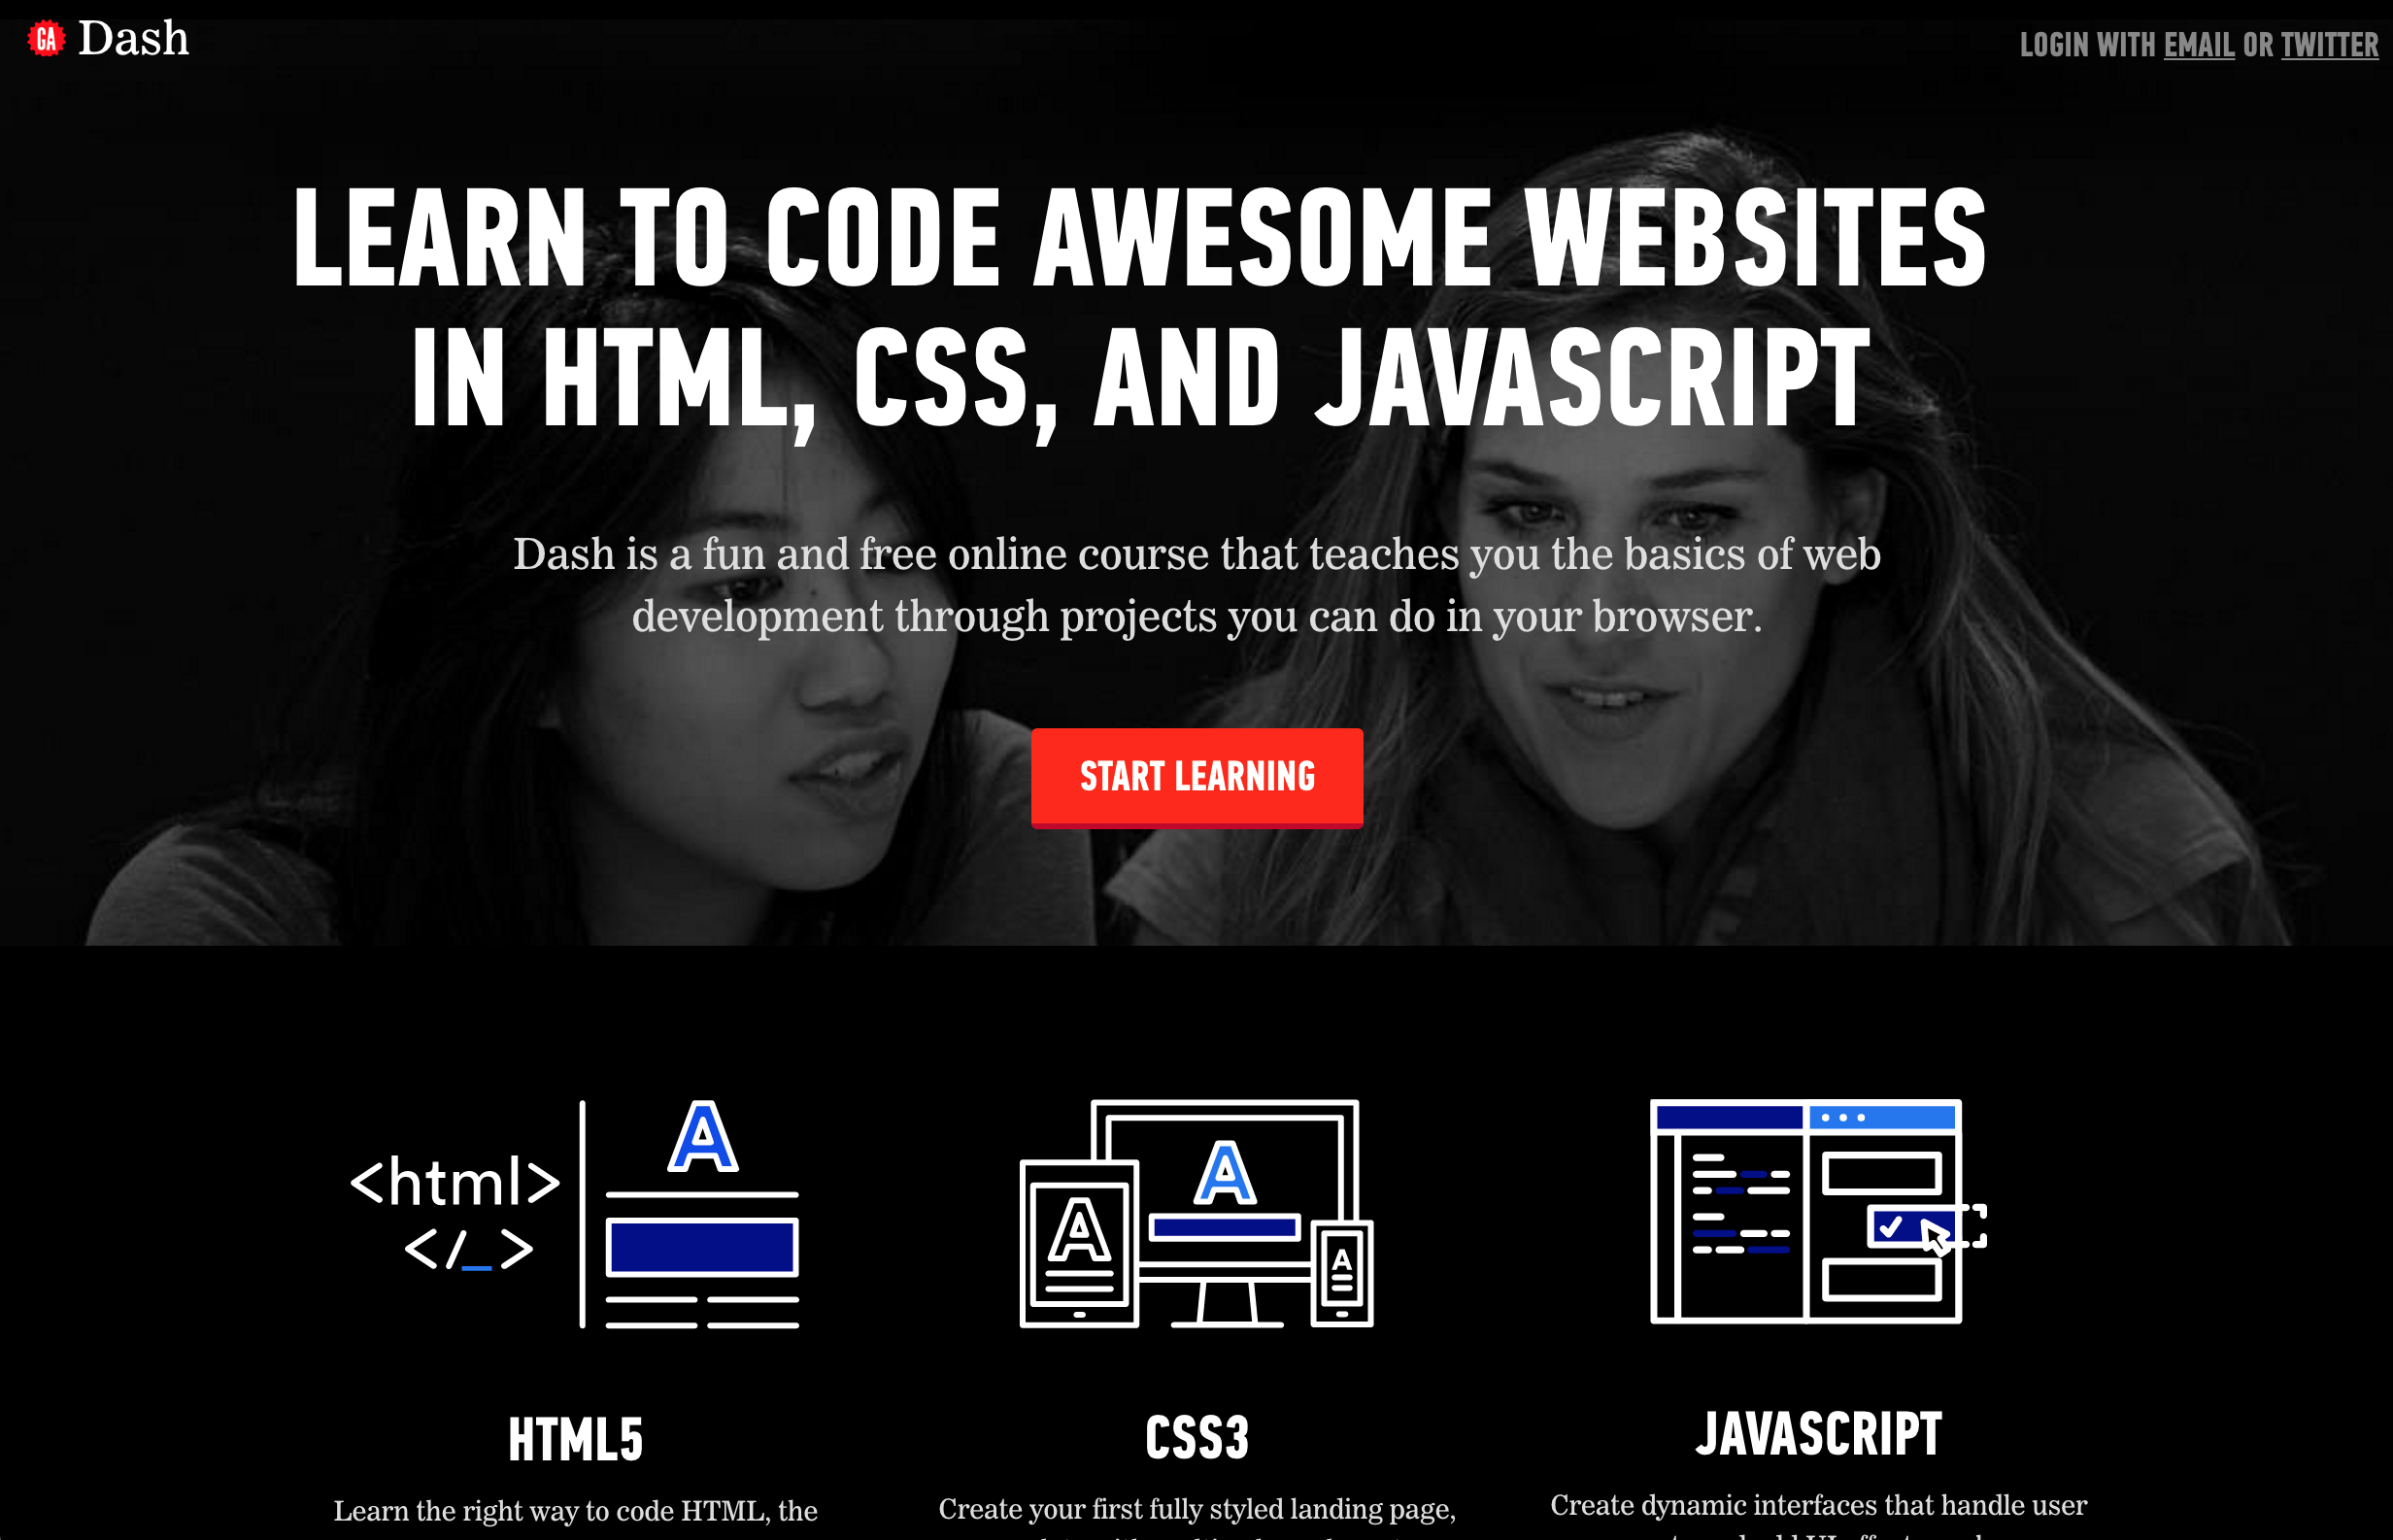 GA Dash
LOGIN WITH EMAIL OR TWITTER
LEARN TO CODE AWESOME WEBSITES
IN HTML, CSS, AND JAVASCRIPT
Dash is a fun and free online course that teaches you the basics of web
development through projects you can do in your browser.
START LEARNING
<html>
</_>
A
A
A
A
HTML5
CSS3
JAVASCRIPT
Learn the right way to code HTML, the
Create your first fully styled landing page,
Create dynamic interfaces that handle user